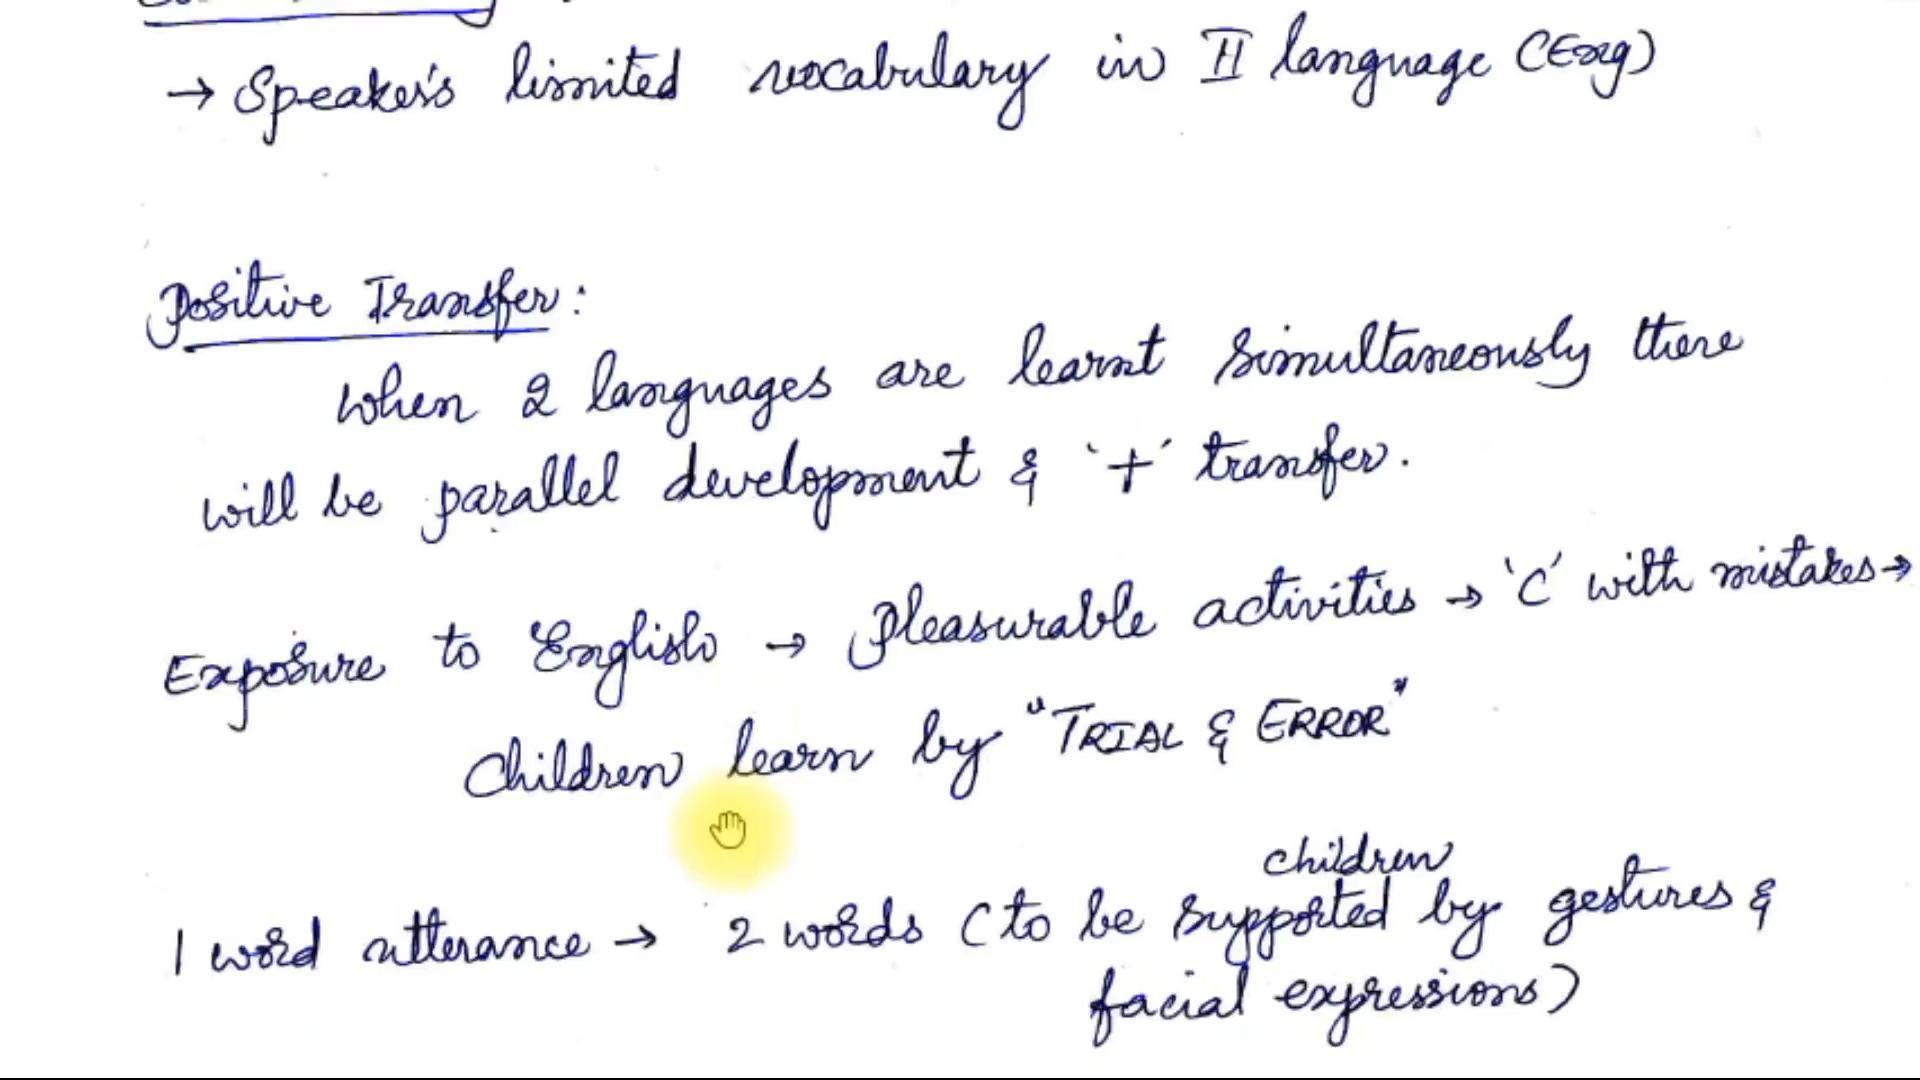 → Speaker's limited vocabulary in II language (Eng)
Positive Transfer:
When 2 languages are learnt simultaneously there
will be parallel development & '+' transfer.
Exposure to English → Pleasurable activities → 'C' with mistakes →
Children learn by "TRIAL & ERROR"
children
1 word utterance → 2 words (to be supported by gestures &
facial expressions)